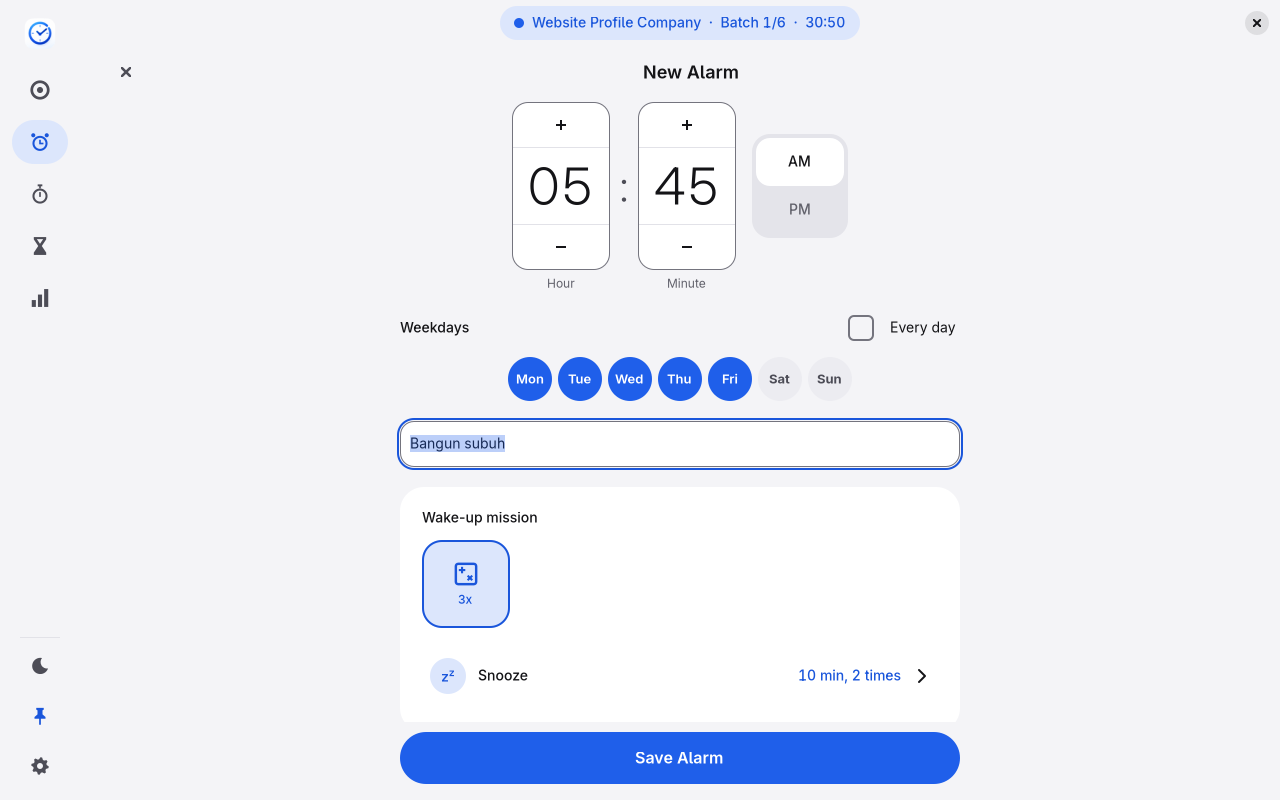 Website Profile Company · Batch 1/6 · 30:50
New Alarm
+ +
05 : 45
AM
PM
− −
Hour Minute
Weekdays Every day
Mon Tue Wed Thu Fri Sat Sun
Bangun subuh
Wake-up mission
3x
zz Snooze 10 min, 2 times
Save Alarm